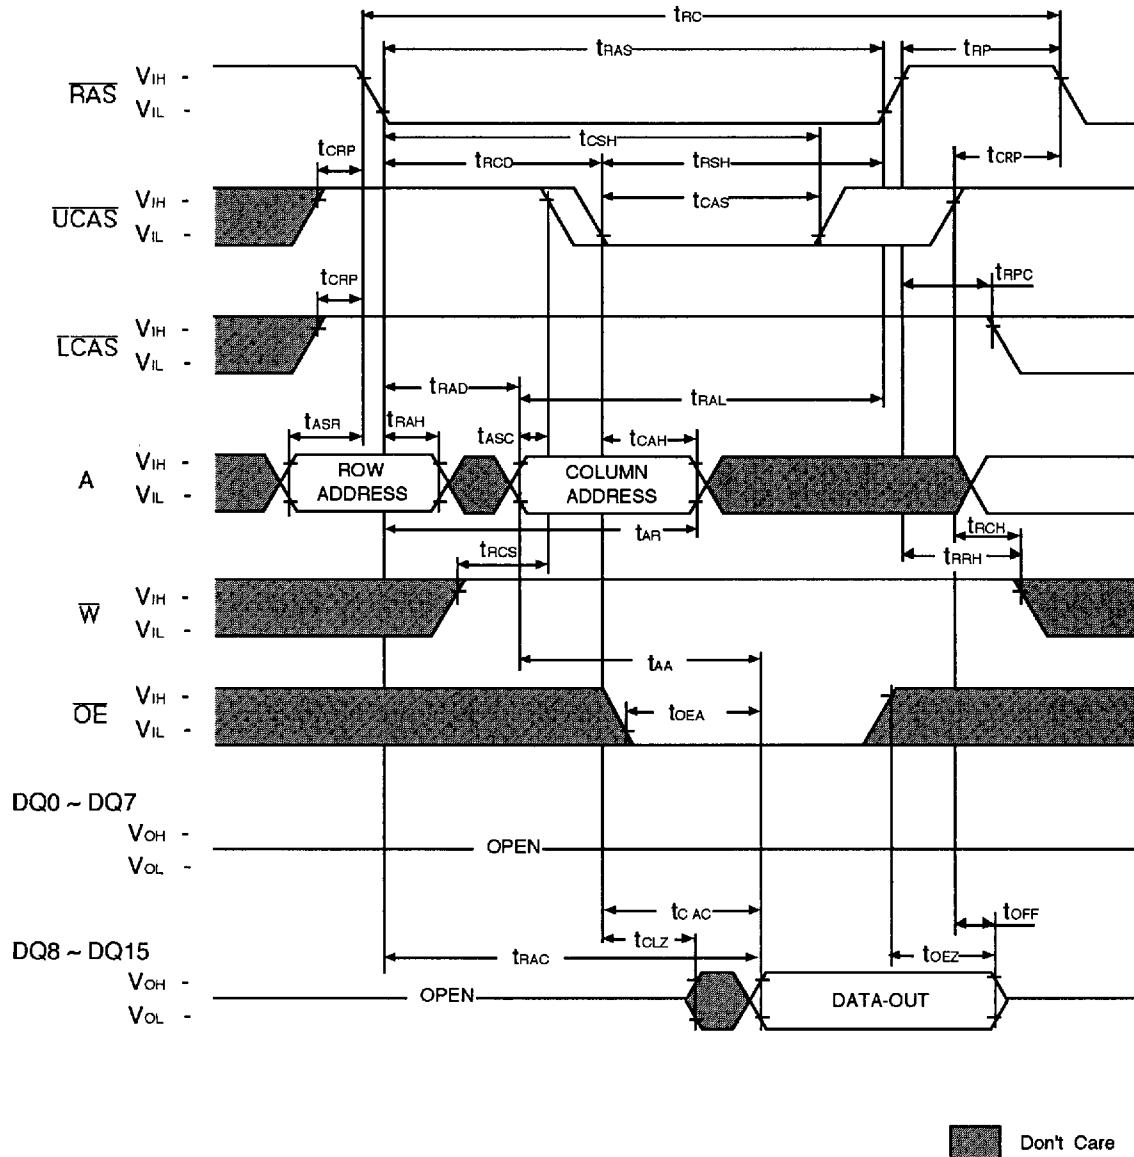 tRC
tRAS tRP
RAS VIH -
VIL -
tCSH
tCRP tRCD tRSH tCRP
UCAS VIH -
tCAS
VIL -
tCRP tRPC
LCAS VIH -
VIL -
tRAD tRAL
tASR tRAH tASC tCAH
A VIH -
VIL -
ROW ADDRESS
COLUMN ADDRESS
tAR tRCH
tRCS tRRH
W VIH -
VIL -
tAA
OE VIH -
VIL -
tOEA
DQ0 ~ DQ7
VOH -
OPEN
VOL -
tCAC tOFF
tCLZ tOEZ
DQ8 ~ DQ15
tRAC
VOH -
OPEN DATA-OUT
VOL -
Don't Care